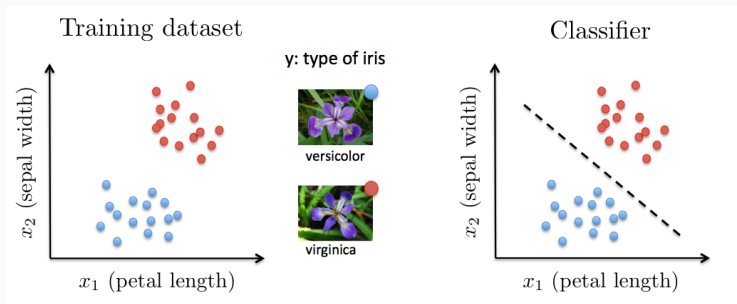 Training dataset
x₂ (sepal width)
x₁ (petal length)
y: type of iris
versicolor
virginica
Classifier
x₂ (sepal width)
x₁ (petal length)